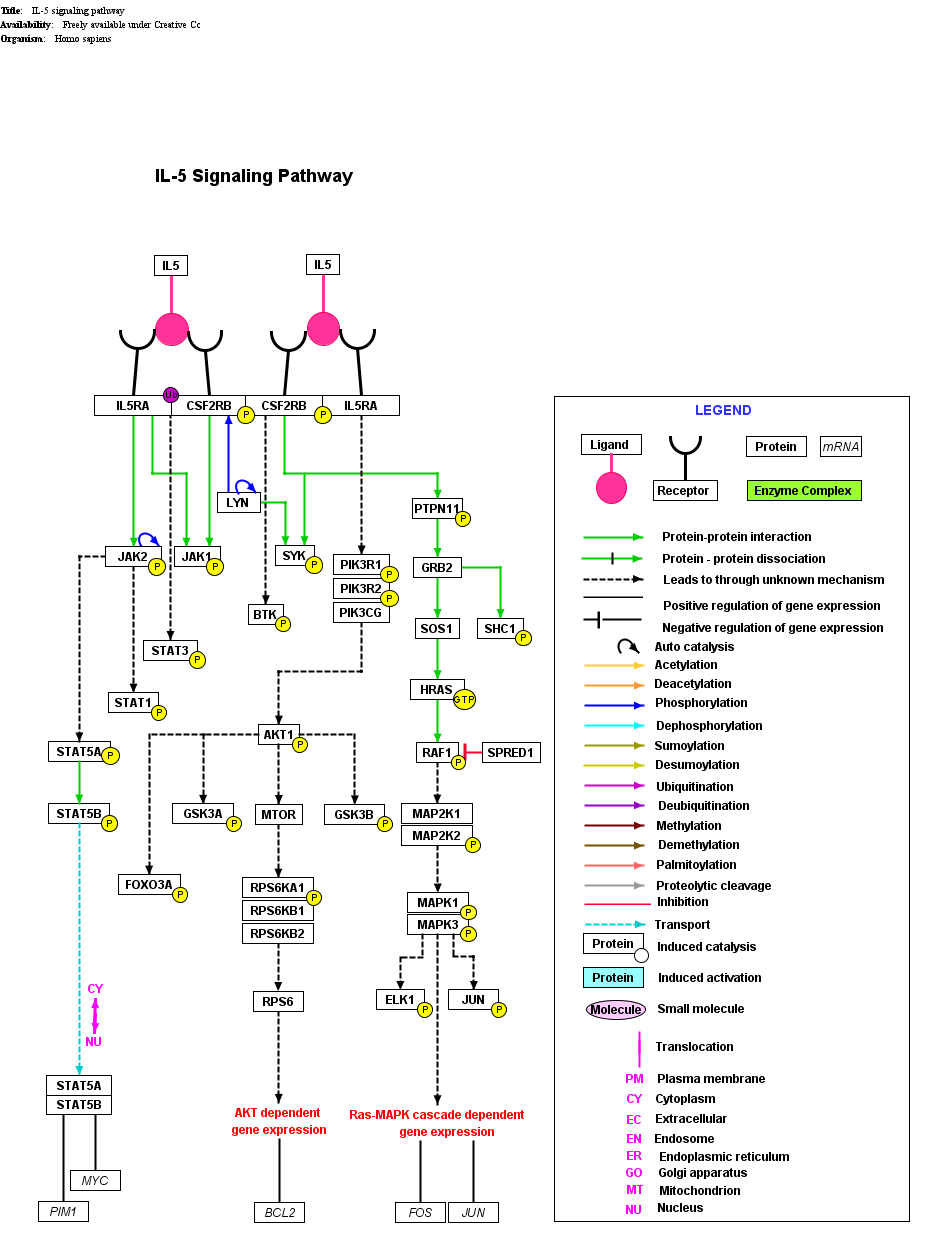 Title: IL-5 signaling pathway
Availability: Freely available under Creative Cc
Organism: Homo sapiens
IL-5 Signaling Pathway
IL5 IL5
Ub
IL5RA CSF2RB P CSF2RB P IL5RA
LYN
PTPN11 P
JAK2 P JAK1 P SYK P
PIK3R1 P
GRB2
PIK3R2 P
PIK3CG
BTK P
SOS1 SHC1 P
STAT3 P
HRAS GTP
STAT1 P
AKT1 P
STAT5A P
RAF1 P SPRED1
STAT5B P
GSK3A P MTOR GSK3B P
MAP2K1
MAP2K2 P
FOXO3A P
RPS6KA1 P
RPS6KB1
RPS6KB2
MAPK1 P
MAPK3 P
CY
NU
RPS6
ELK1 P JUN P
STAT5A
STAT5B
AKT dependent
gene expression
Ras-MAPK cascade dependent
gene expression
MYC
PIM1 BCL2 FOS JUN
LEGEND
Ligand
Receptor
Protein mRNA
Enzyme Complex
Protein-protein interaction
Protein - protein dissociation
Leads to through unknown mechanism
Positive regulation of gene expression
Negative regulation of gene expression
Auto catalysis
Acetylation
Deacetylation
Phosphorylation
Dephosphorylation
Sumoylation
Desumoylation
Ubiquitination
Deubiquitination
Methylation
Demethylation
Palmitoylation
Proteolytic cleavage
Inhibition
Transport
Protein Induced catalysis
Protein Induced activation
Molecule Small molecule
Translocation
PM Plasma membrane
CY Cytoplasm
EC Extracellular
EN Endosome
ER Endoplasmic reticulum
GO Golgi apparatus
MT Mitochondrion
NU Nucleus